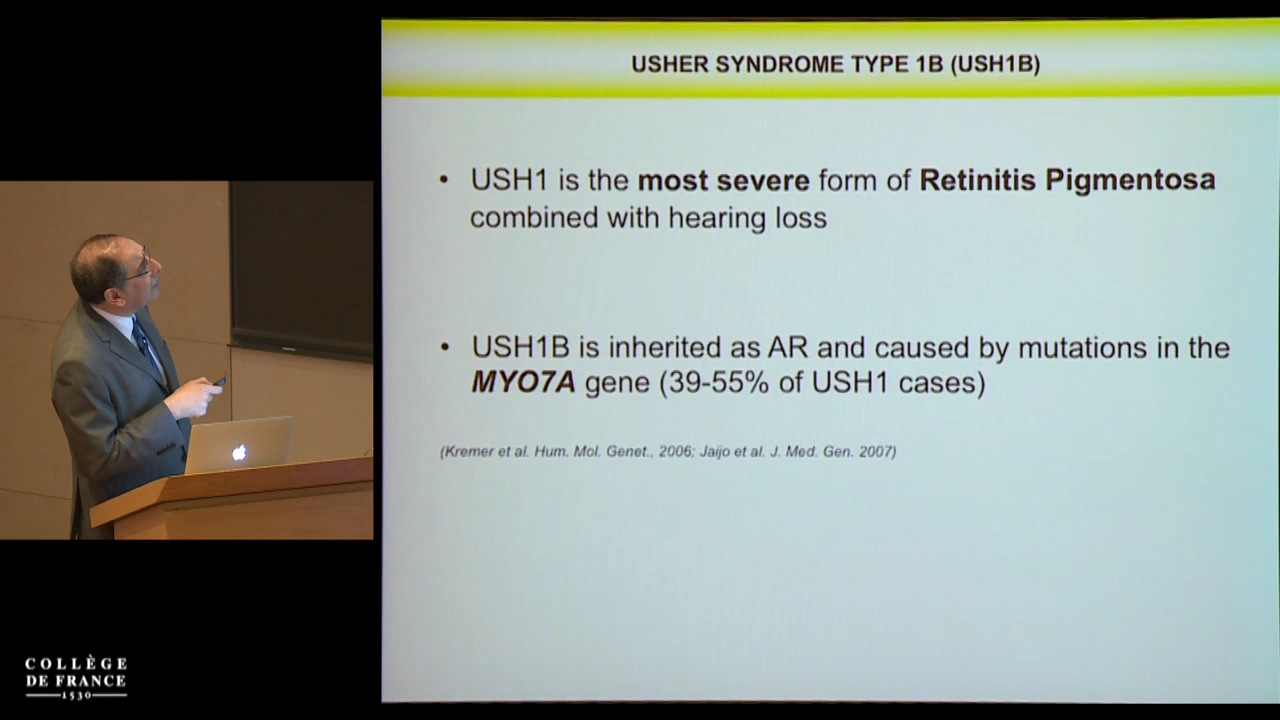 USHER SYNDROME TYPE 1B (USH1B)
• USH1 is the most severe form of Retinitis Pigmentosa
combined with hearing loss
• USH1B is inherited as AR and caused by mutations in the
MYO7A gene (39-55% of USH1 cases)
(Kremer et al. Hum. Mol. Genet., 2006; Jaijo et al. J. Med. Gen. 2007)
COLLÈGE
DE FRANCE
1530